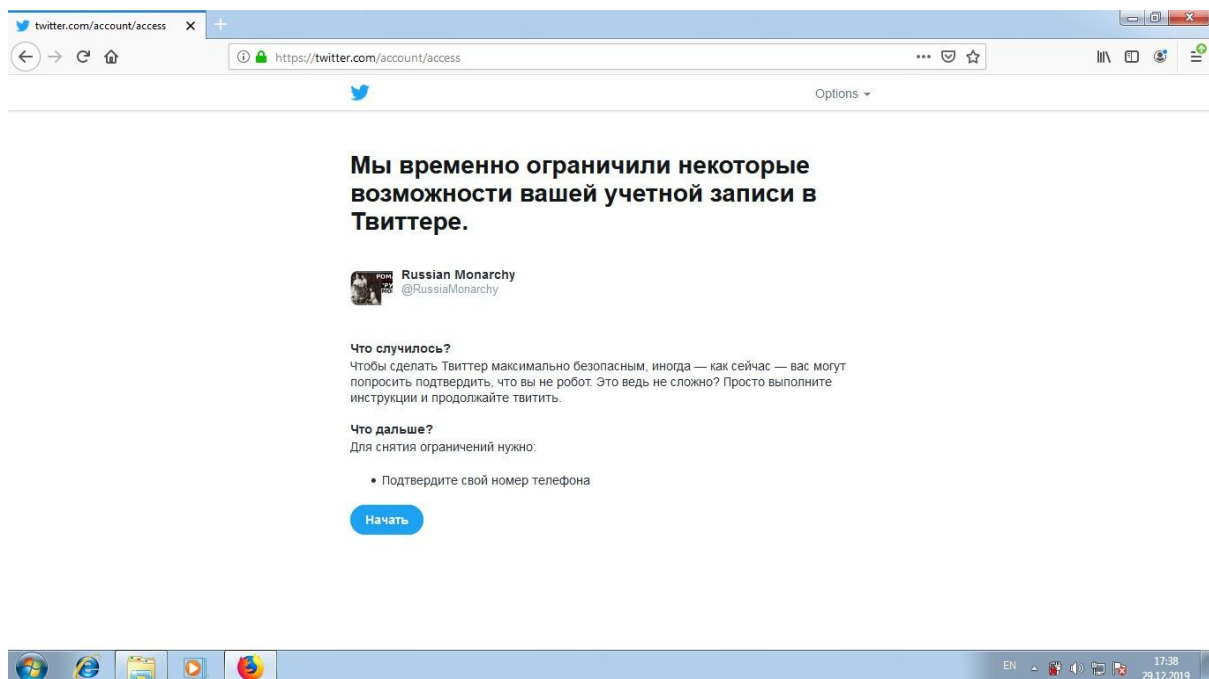 twitter.com/account/access
https://twitter.com/account/access
Options
Мы временно ограничили некоторые
возможности вашей учетной записи в
Твиттере.
Russian Monarchy
@RussiaMonarchy
Что случилось?
Чтобы сделать Твиттер максимально безопасным, иногда — как сейчас — вас могут
попросить подтвердить, что вы не робот. Это ведь не сложно? Просто выполните
инструкции и продолжайте твитить.
Что дальше?
Для снятия ограничений нужно:
• Подтвердите свой номер телефона
Начать
EN
17:38
29.12.2019